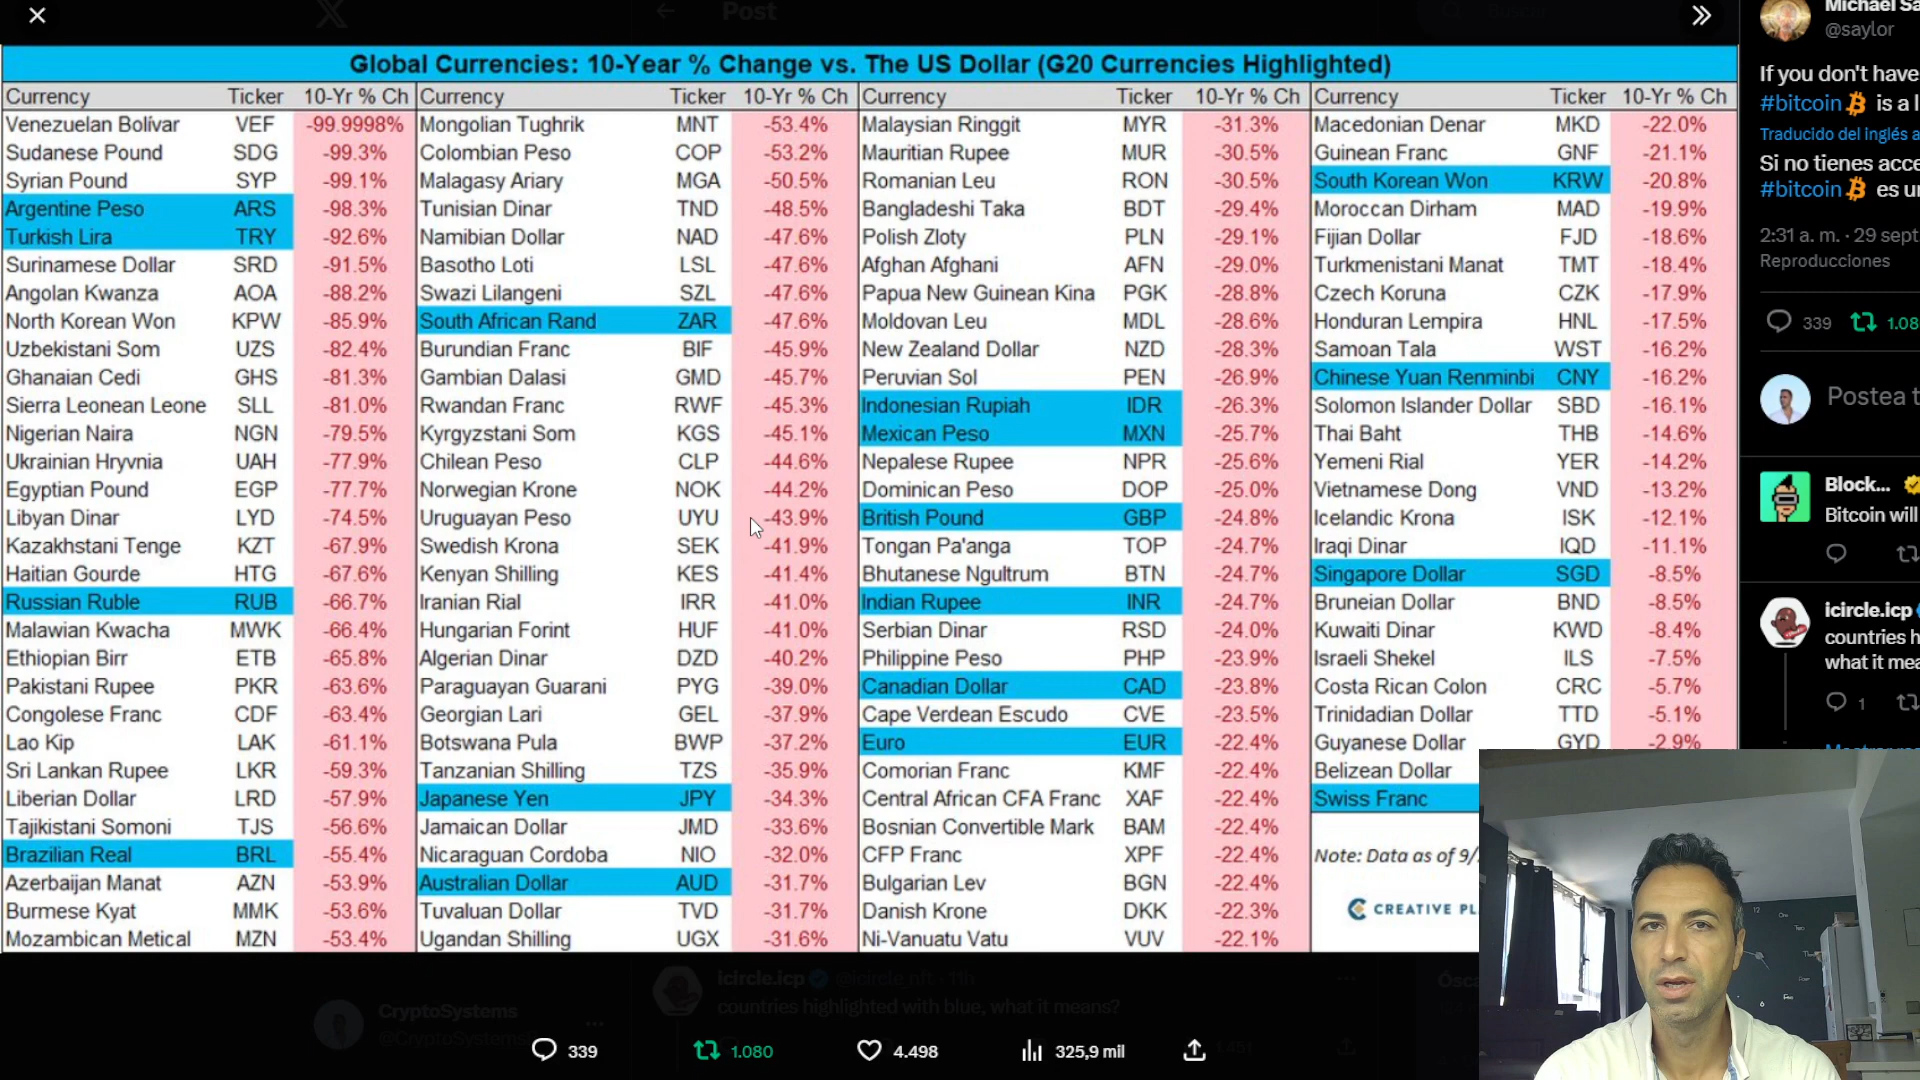 Post
Global Currencies: 10-Year % Change vs. The US Dollar (G20 Currencies Highlighted)
Currency Ticker 10-Yr % Ch Currency Ticker 10-Yr % Ch Currency Ticker 10-Yr % Ch Currency Ticker 10-Yr % Ch
Venezuelan Bolívar VEF -99.9998% Mongolian Tughrik MNT -53.4% Malaysian Ringgit MYR -31.3% Macedonian Denar MKD -22.0%
Sudanese Pound SDG -99.3% Colombian Peso COP -53.2% Mauritian Rupee MUR -30.5% Guinean Franc GNF -21.1%
Syrian Pound SYP -99.1% Malagasy Ariary MGA -50.5% Romanian Leu RON -30.5% South Korean Won KRW -20.8%
Argentine Peso ARS -98.3% Tunisian Dinar TND -48.5% Bangladeshi Taka BDT -29.4% Moroccan Dirham MAD -19.9%
Turkish Lira TRY -92.6% Namibian Dollar NAD -47.6% Polish Zloty PLN -29.1% Fijian Dollar FJD -18.6%
Surinamese Dollar SRD -91.5% Basotho Loti LSL -47.6% Afghan Afghani AFN -29.0% Turkmenistani Manat TMT -18.4%
Angolan Kwanza AOA -88.2% Swazi Lilangeni SZL -47.6% Papua New Guinean Kina PGK -28.8% Czech Koruna CZK -17.9%
North Korean Won KPW -85.9% South African Rand ZAR -47.6% Moldovan Leu MDL -28.6% Honduran Lempira HNL -17.5%
Uzbekistani Som UZS -82.4% Burundian Franc BIF -45.9% New Zealand Dollar NZD -28.3% Samoan Tala WST -16.2%
Ghanaian Cedi GHS -81.3% Gambian Dalasi GMD -45.7% Peruvian Sol PEN -26.9% Chinese Yuan Renminbi CNY -16.2%
Sierra Leonean Leone SLL -81.0% Rwandan Franc RWF -45.3% Indonesian Rupiah IDR -26.3% Solomon Islander Dollar SBD -16.1%
Nigerian Naira NGN -79.5% Kyrgyzstani Som KGS -45.1% Mexican Peso MXN -25.7% Thai Baht THB -14.6%
Ukrainian Hryvnia UAH -77.9% Chilean Peso CLP -44.6% Nepalese Rupee NPR -25.6% Yemeni Rial YER -14.2%
Egyptian Pound EGP -77.7% Norwegian Krone NOK -44.2% Dominican Peso DOP -25.0% Vietnamese Dong VND -13.2%
Libyan Dinar LYD -74.5% Uruguayan Peso UYU -43.9% British Pound GBP -24.8% Icelandic Krona ISK -12.1%
Kazakhstani Tenge KZT -67.9% Swedish Krona SEK -41.9% Tongan Pa'anga TOP -24.7% Iraqi Dinar IQD -11.1%
Haitian Gourde HTG -67.6% Kenyan Shilling KES -41.4% Bhutanese Ngultrum BTN -24.7% Singapore Dollar SGD -8.5%
Russian Ruble RUB -66.7% Iranian Rial IRR -41.0% Indian Rupee INR -24.7% Bruneian Dollar BND -8.5%
Malawian Kwacha MWK -66.4% Hungarian Forint HUF -41.0% Serbian Dinar RSD -24.0% Kuwaiti Dinar KWD -8.4%
Ethiopian Birr ETB -65.8% Algerian Dinar DZD -40.2% Philippine Peso PHP -23.9% Israeli Shekel ILS -7.5%
Pakistani Rupee PKR -63.6% Paraguayan Guarani PYG -39.0% Canadian Dollar CAD -23.8% Costa Rican Colon CRC -5.7%
Congolese Franc CDF -63.4% Georgian Lari GEL -37.9% Cape Verdean Escudo CVE -23.5% Trinidadian Dollar TTD -5.1%
Lao Kip LAK -61.1% Botswana Pula BWP -37.2% Euro EUR -22.4% Guyanese Dollar GYD -2.9%
Sri Lankan Rupee LKR -59.3% Tanzanian Shilling TZS -35.9% Comorian Franc KMF -22.4% Belizean Dollar
Liberian Dollar LRD -57.9% Japanese Yen JPY -34.3% Central African CFA Franc XAF -22.4% Swiss Franc
Tajikistani Somoni TJS -56.6% Jamaican Dollar JMD -33.6% Bosnian Convertible Mark BAM -22.4%
Brazilian Real BRL -55.4% Nicaraguan Cordoba NIO -32.0% CFP Franc XPF -22.4% Note: Data as of 9/
Azerbaijan Manat AZN -53.9% Australian Dollar AUD -31.7% Bulgarian Lev BGN -22.4%
Burmese Kyat MMK -53.6% Tuvaluan Dollar TVD -31.7% Danish Krone DKK -22.3% CREATIVE PL
Mozambican Metical MZN -53.4% Ugandan Shilling UGX -31.6% Ni-Vanuatu Vatu VUV -22.1%
icircle.icp @icircle_nft · 11h
countries highlighted with blue, what it means?
CryptoSystems
339 1.080 4.498 325,9 mil
Michael Sa
@saylor
If you don't have
#bitcoin is a l
Traducido del inglés a
Si no tienes acce
#bitcoin es u
2:31 a. m. · 29 sept
Reproducciones
339 1.08
Postea t
Block...
Bitcoin will
icircle.icp
countries h
what it mea
1